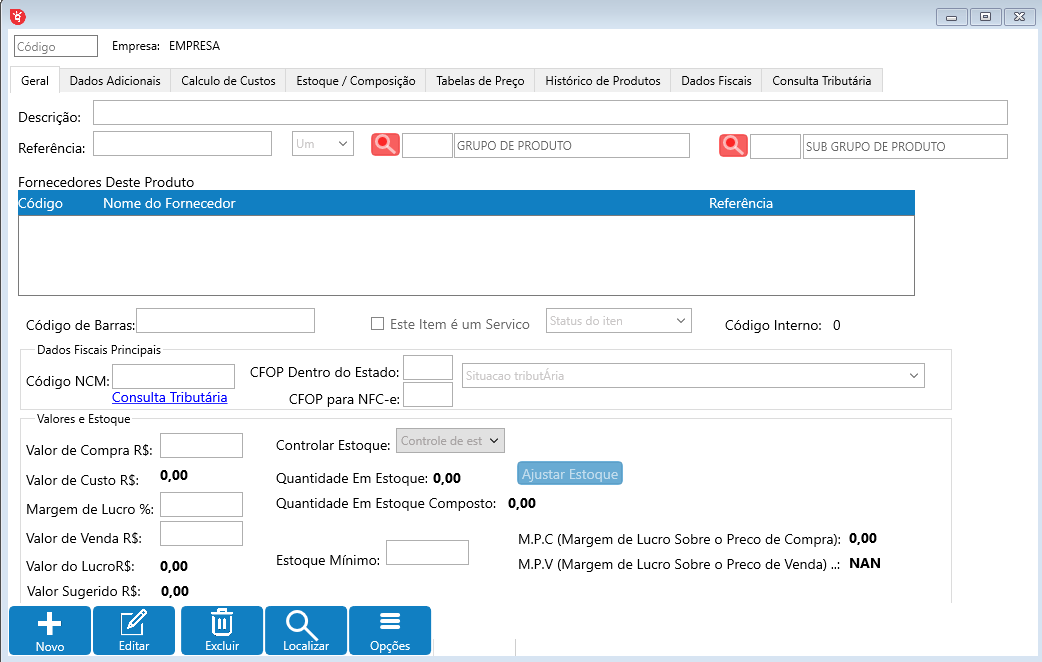 Código Empresa: EMPRESA
Geral Dados Adicionais Calculo de Custos Estoque / Composição Tabelas de Preço Histórico de Produtos Dados Fiscais Consulta Tributária
Descrição:
Referência: Um GRUPO DE PRODUTO SUB GRUPO DE PRODUTO
Fornecedores Deste Produto
Código Nome do Fornecedor Referência
Código de Barras: Este Item é um Servico Status do iten Código Interno: 0
Dados Fiscais Principais
Código NCM: CFOP Dentro do Estado: Situacao tributÁria
Consulta Tributária CFOP para NFC-e:
Valores e Estoque
Valor de Compra R$: Controlar Estoque: Controle de est
Valor de Custo R$: 0,00 Quantidade Em Estoque: 0,00 Ajustar Estoque
Margem de Lucro %: Quantidade Em Estoque Composto: 0,00
Valor de Venda R$: M.P.C (Margem de Lucro Sobre o Preco de Compra): 0,00
Valor do LucroR$: 0,00 Estoque Mínimo: M.P.V (Margem de Lucro Sobre o Preco de Venda) ..: NAN
Valor Sugerido R$: 0,00
Novo Editar Excluir Localizar Opções